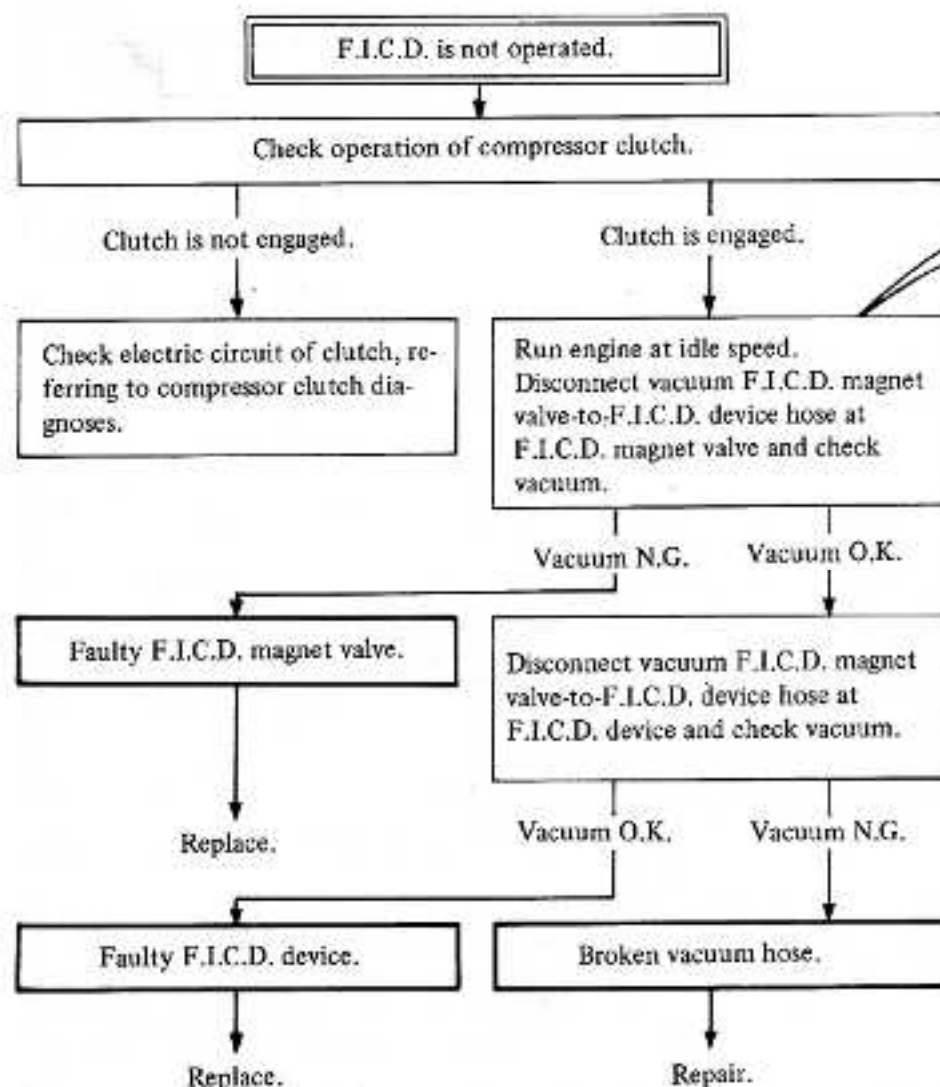 F.I.C.D. is not operated.
Check operation of compressor clutch.
Clutch is not engaged.
Clutch is engaged.
Check electric circuit of clutch, re-
ferring to compressor clutch dia-
gnoses.
Run engine at idle speed.
Disconnect vacuum F.I.C.D. magnet
valve-to-F.I.C.D. device hose at
F.I.C.D. magnet valve and check
vacuum.
Vacuum N.G.
Vacuum O.K.
Faulty F.I.C.D. magnet valve.
Disconnect vacuum F.I.C.D. magnet
valve-to-F.I.C.D. device hose at
F.I.C.D. device and check vacuum.
Replace.
Vacuum O.K.
Vacuum N.G.
Faulty F.I.C.D. device.
Broken vacuum hose.
Replace.
Repair.